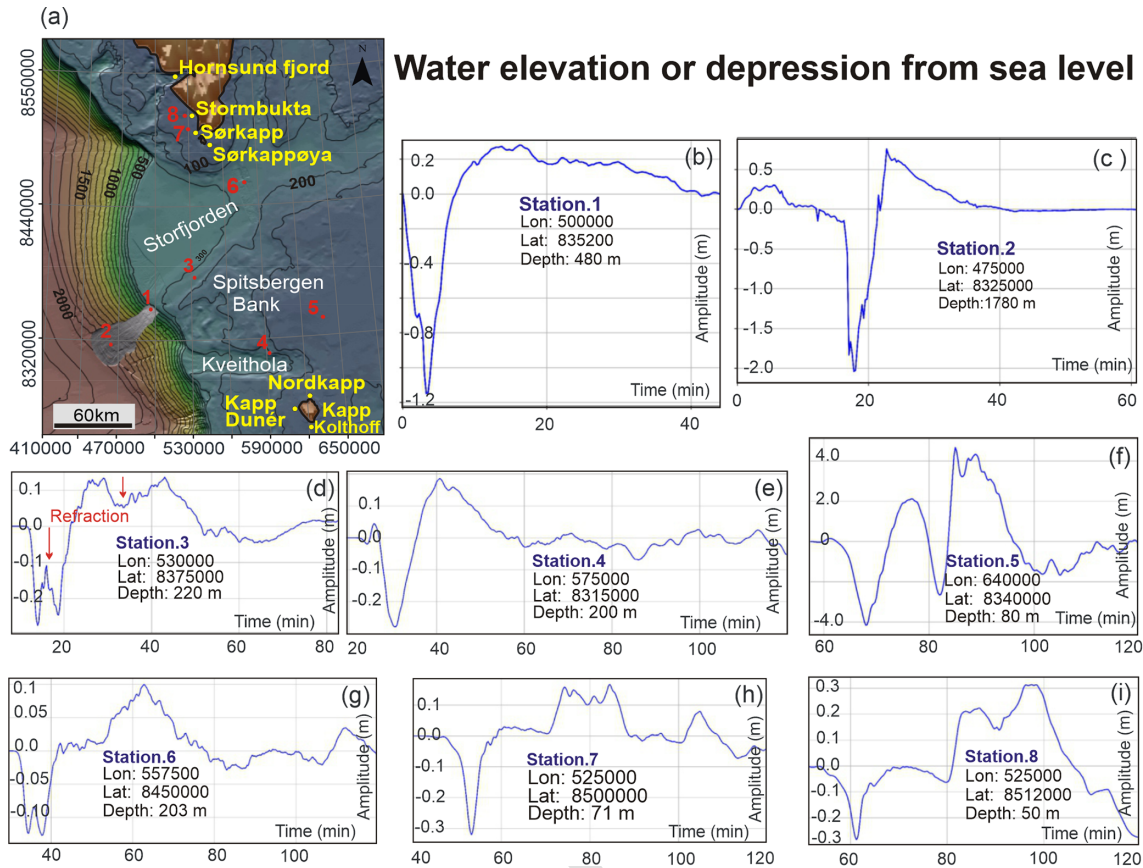 (a)
Water elevation or depression from sea level
8550000
8440000
8320000
410000
470000
530000
590000
650000
N
Hornsund fjord
8
Stormbukta
7
Sørkapp
Sørkappøya
100
200
500
1000
1500
2000
6
Storfjorden
300
3
Spitsbergen
Bank
5
1
2
4
Kveithola
Nordkapp
Kapp
Dunér
Kapp
Kolthoff
60km
(b)
0.2
0.0
-0.4
-0.8
-1.2
Station.1
Lon: 500000
Lat: 835200
Depth: 480 m
Amplitude (m)
Time (min)
0
20
40
(c)
0.5
0.0
-0.5
-1.0
-1.5
-2.0
Station.2
Lon: 475000
Lat: 8325000
Depth:1780 m
Amplitude (m)
Time (min)
0
20
40
60
(d)
0.1
0.0
-0.1
-0.2
Refraction
Station.3
Lon: 530000
Lat: 8375000
Depth: 220 m
Amplitude (m)
Time (min)
20
40
60
80
(e)
0.1
0.0
-0.1
-0.2
Station.4
Lon: 575000
Lat: 8315000
Depth: 200 m
Amplitude (m)
Time (min)
20
40
60
80
100
(f)
4.0
2.0
0
-4.0
Station.5
Lon: 640000
Lat: 8340000
Depth: 80 m
Amplitude (m)
Time (min)
60
80
100
120
(g)
0.1
0.05
0.0
-0.05
-0.10
Station.6
Lon: 557500
Lat: 8450000
Depth: 203 m
Amplitude (m)
Time (min)
40
60
80
100
(h)
0.1
0.0
-0.1
-0.2
-0.3
Station.7
Lon: 525000
Lat: 8500000
Depth: 71 m
Amplitude (m)
Time (min)
40
60
80
100
120
(i)
0.3
0.2
0.1
0.0
-0.1
-0.2
-0.3
Station.8
Lon: 525000
Lat: 8512000
Depth: 50 m
Amplitude (m)
Time (min)
60
80
100
120